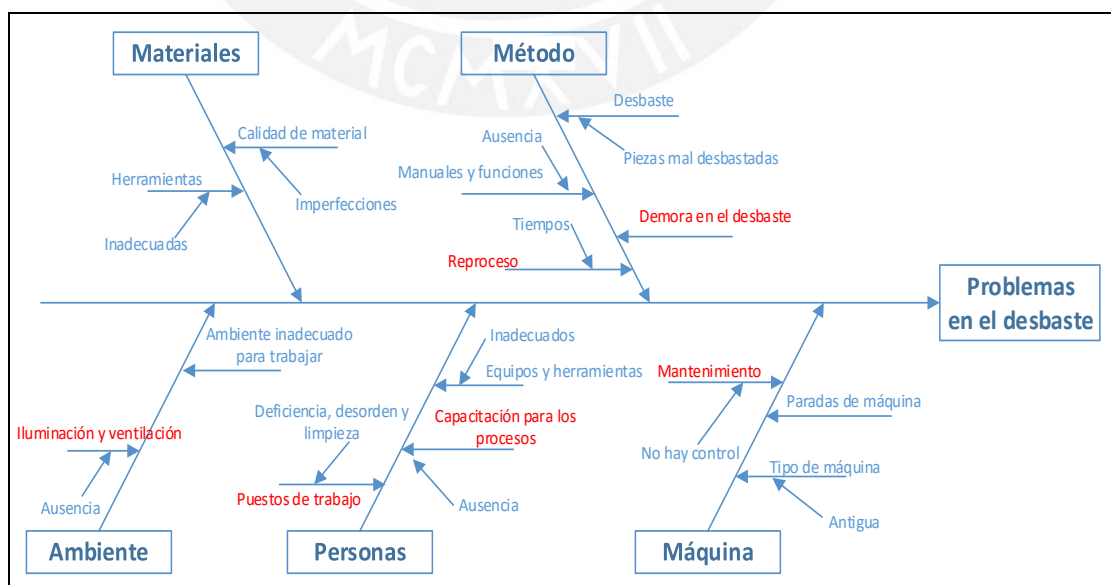 MCMXVII
Materiales
Método
Desbaste
Calidad de material
Ausencia
Piezas mal desbastadas
Manuales y funciones
Herramientas
Imperfecciones
Tiempos
Demora en el desbaste
Inadecuadas
Reproceso
Problemas
en el desbaste
Ambiente inadecuado
para trabajar
Inadecuados
Equipos y herramientas
Mantenimiento
Deficiencia, desorden y
limpieza
Capacitación para los
procesos
Paradas de máquina
Iluminación y ventilación
No hay control
Tipo de máquina
Puestos de trabajo
Ausencia
Ausencia
Antigua
Ambiente
Personas
Máquina